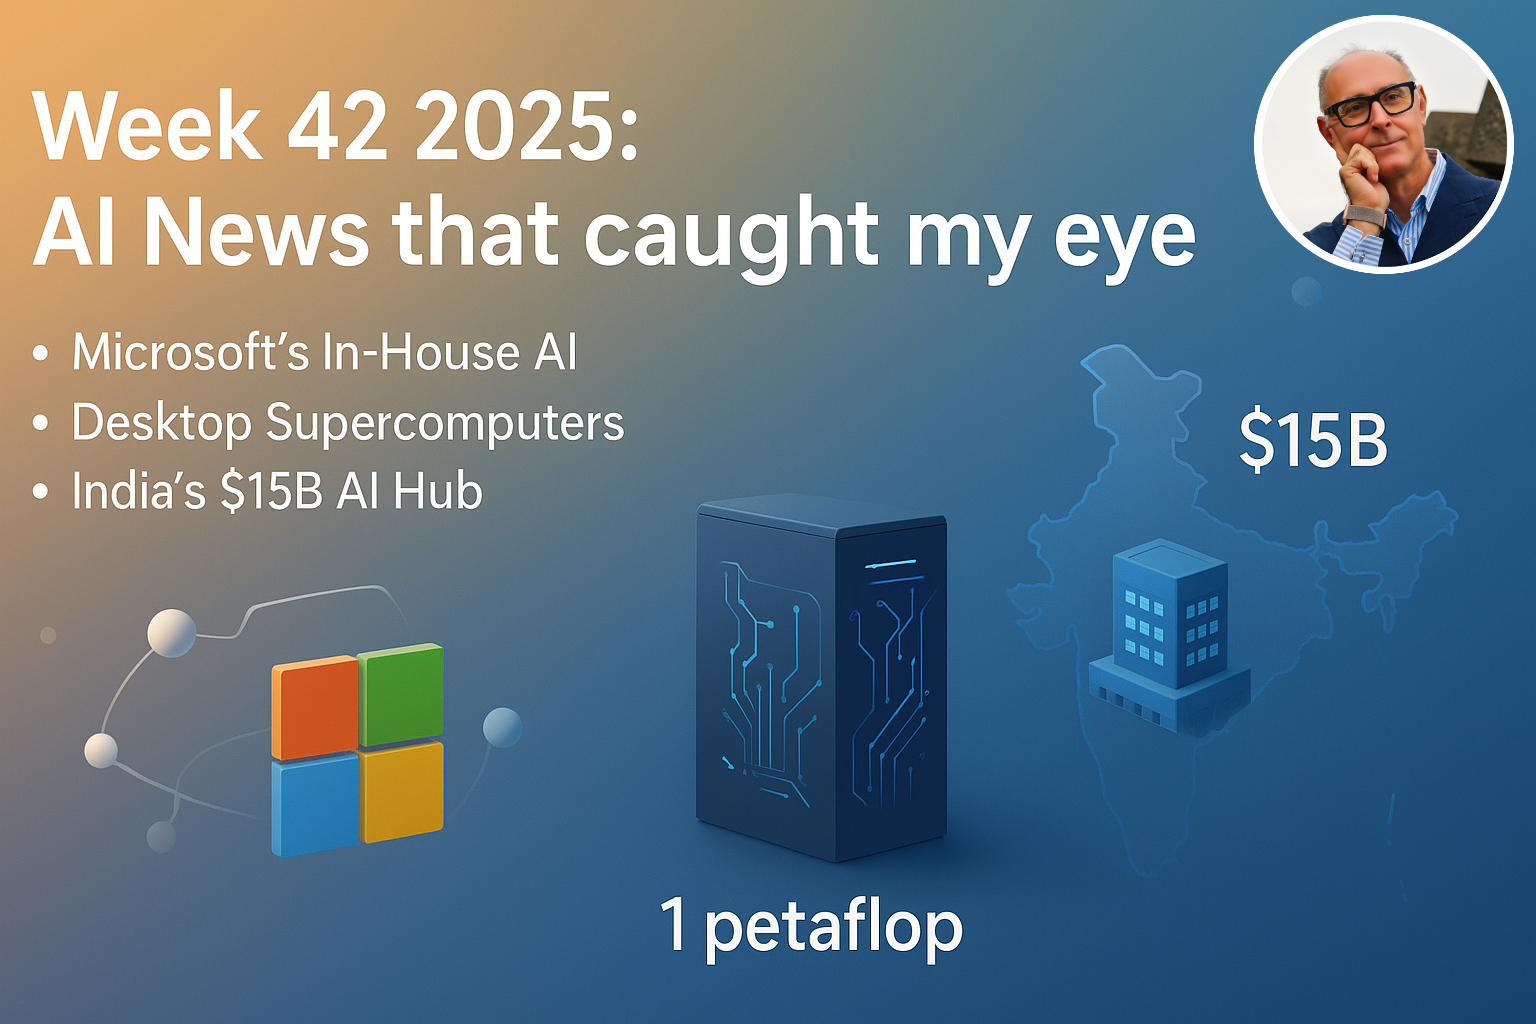 Week 42 2025:
AI News that caught my eye
• Microsoft’s In-House AI
• Desktop Supercomputers
• India’s $15B AI Hub
$15B
1 petaflop